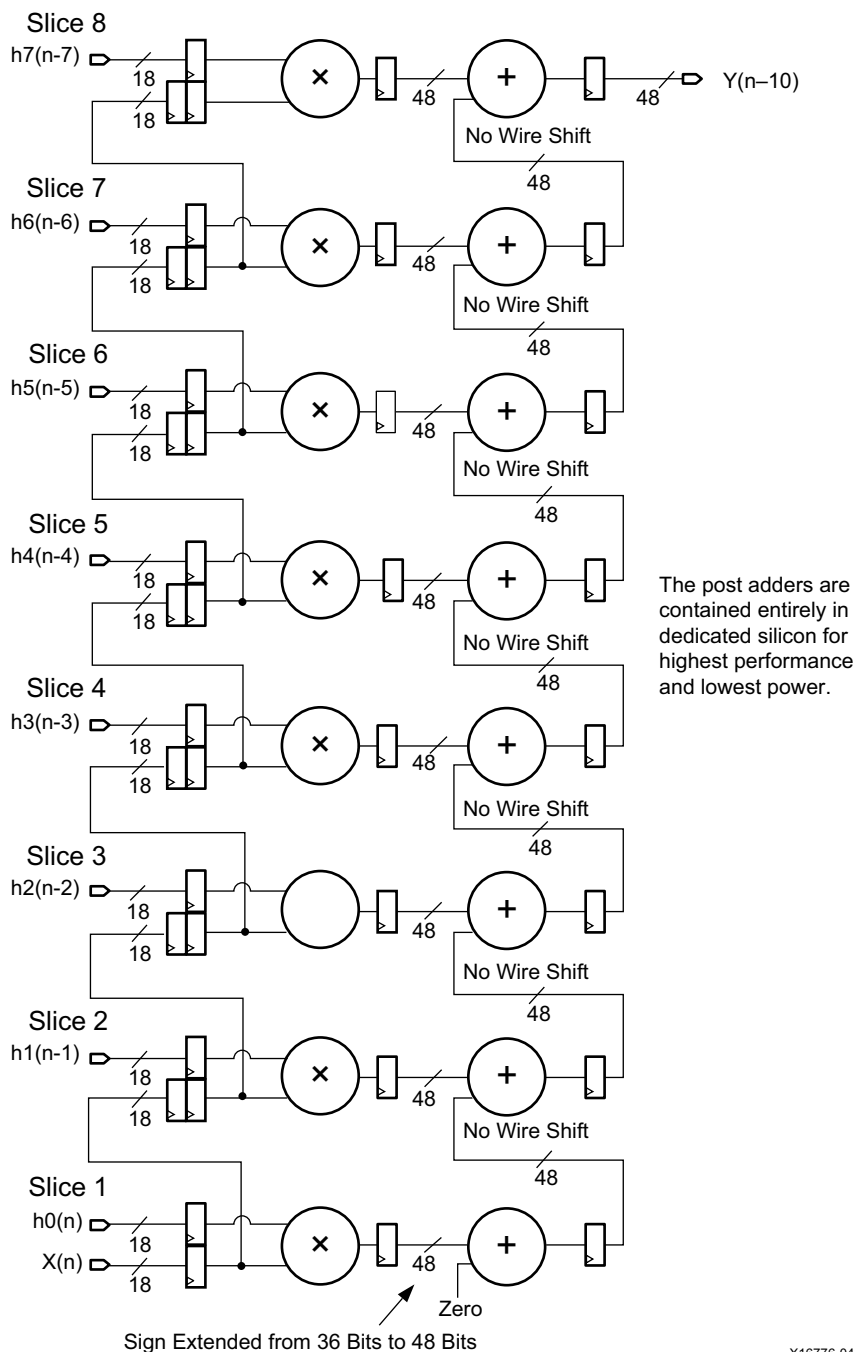 Slice 8
h7(n-7)
18
18
×
48
+
48
Y(n–10)
No Wire Shift
48
Slice 7
h6(n-6)
18
18
×
48
+
No Wire Shift
48
Slice 6
h5(n-5)
18
18
×
48
+
No Wire Shift
48
Slice 5
h4(n-4)
18
18
×
48
+
No Wire Shift
48
The post adders are
contained entirely in
dedicated silicon for
highest performance
and lowest power.
Slice 4
h3(n-3)
18
18
×
48
+
No Wire Shift
48
Slice 3
h2(n-2)
18
18
48
+
No Wire Shift
48
Slice 2
h1(n-1)
18
18
×
48
+
No Wire Shift
48
Slice 1
h0(n)
18
X(n)
18
×
48
+
Zero
Sign Extended from 36 Bits to 48 Bits